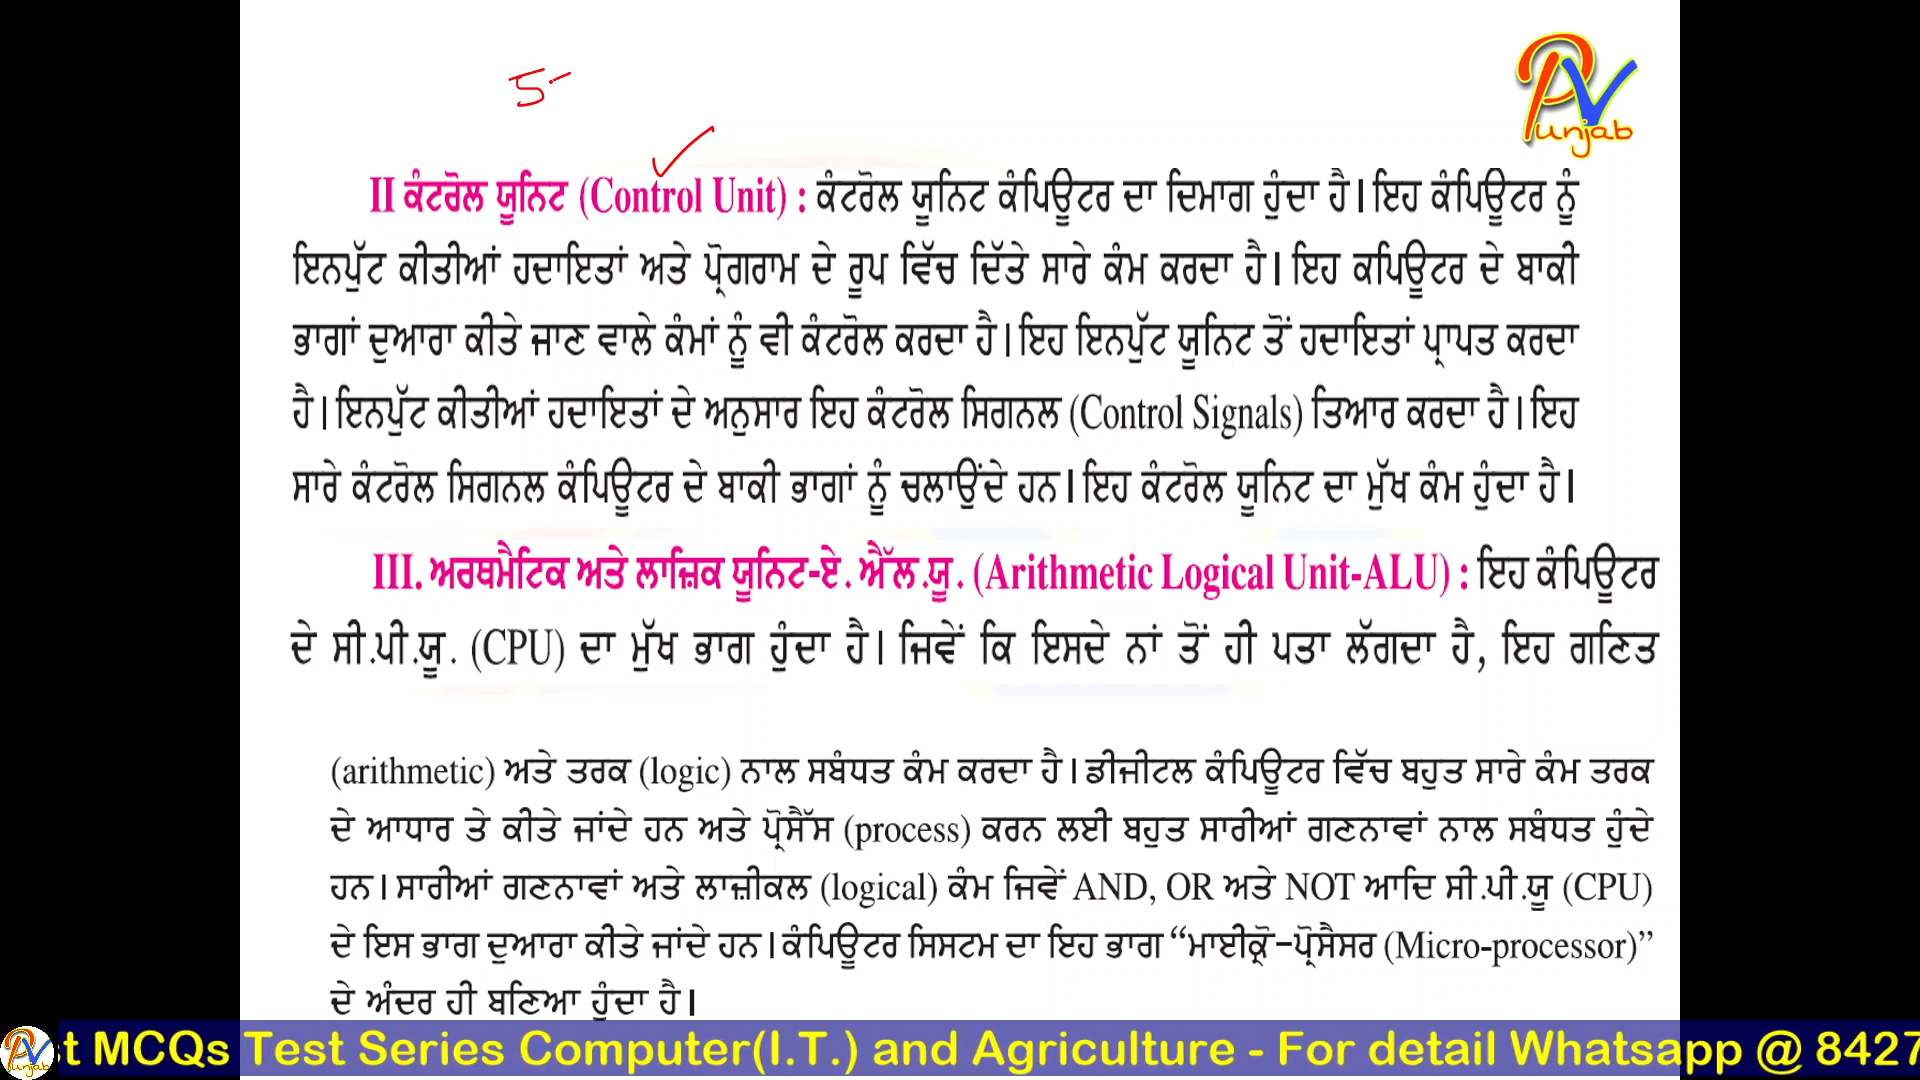 5-
PV
unjab
II ਕੰਟਰੋਲ ਯੂਨਿਟ (Control Unit) : ਕੰਟਰੋਲ ਯੂਨਿਟ ਕੰਪਿਊਟਰ ਦਾ ਦਿਮਾਗ ਹੁੰਦਾ ਹੈ। ਇਹ ਕੰਪਿਊਟਰ ਨੂੰ
ਇਨਪੁੱਟ ਕੀਤੀਆਂ ਹਦਾਇਤਾਂ ਅਤੇ ਪ੍ਰੋਗਰਾਮ ਦੇ ਰੂਪ ਵਿੱਚ ਦਿੱਤੇ ਸਾਰੇ ਕੰਮ ਕਰਦਾ ਹੈ। ਇਹ ਕਪਿਊਟਰ ਦੇ ਬਾਕੀ
ਭਾਗਾਂ ਦੁਆਰਾ ਕੀਤੇ ਜਾਣ ਵਾਲੇ ਕੰਮਾਂ ਨੂੰ ਵੀ ਕੰਟਰੋਲ ਕਰਦਾ ਹੈ। ਇਹ ਇਨਪੁੱਟ ਯੂਨਿਟ ਤੋਂ ਹਦਾਇਤਾਂ ਪ੍ਰਾਪਤ ਕਰਦਾ
ਹੈ। ਇਨਪੁੱਟ ਕੀਤੀਆਂ ਹਦਾਇਤਾਂ ਦੇ ਅਨੁਸਾਰ ਇਹ ਕੰਟਰੋਲ ਸਿਗਨਲ (Control Signals) ਤਿਆਰ ਕਰਦਾ ਹੈ। ਇਹ
ਸਾਰੇ ਕੰਟਰੋਲ ਸਿਗਨਲ ਕੰਪਿਊਟਰ ਦੇ ਬਾਕੀ ਭਾਗਾਂ ਨੂੰ ਚਲਾਉਂਦੇ ਹਨ। ਇਹ ਕੰਟਰੋਲ ਯੂਨਿਟ ਦਾ ਮੁੱਖ ਕੰਮ ਹੁੰਦਾ ਹੈ।
III. ਅਰਥਮੈਟਿਕ ਅਤੇ ਲਾਜ਼ਿਕ ਯੂਨਿਟ-ਏ. ਐੱਲ.ਯੂ. (Arithmetic Logical Unit-ALU) : ਇਹ ਕੰਪਿਊਟਰ
ਦੇ ਸੀ.ਪੀ.ਯੂ. (CPU) ਦਾ ਮੁੱਖ ਭਾਗ ਹੁੰਦਾ ਹੈ। ਜਿਵੇਂ ਕਿ ਇਸਦੇ ਨਾਂ ਤੋਂ ਹੀ ਪਤਾ ਲੱਗਦਾ ਹੈ, ਇਹ ਗਣਿਤ
(arithmetic) ਅਤੇ ਤਰਕ (logic) ਨਾਲ ਸਬੰਧਤ ਕੰਮ ਕਰਦਾ ਹੈ। ਡੀਜੀਟਲ ਕੰਪਿਊਟਰ ਵਿੱਚ ਬਹੁਤ ਸਾਰੇ ਕੰਮ ਤਰਕ
ਦੇ ਆਧਾਰ ਤੇ ਕੀਤੇ ਜਾਂਦੇ ਹਨ ਅਤੇ ਪ੍ਰੋਸੈੱਸ (process) ਕਰਨ ਲਈ ਬਹੁਤ ਸਾਰੀਆਂ ਗਣਨਾਵਾਂ ਨਾਲ ਸਬੰਧਤ ਹੁੰਦੇ
ਹਨ। ਸਾਰੀਆਂ ਗਣਨਾਵਾਂ ਅਤੇ ਲਾਜ਼ੀਕਲ (logical) ਕੰਮ ਜਿਵੇਂ AND, OR ਅਤੇ NOT ਆਦਿ ਸੀ.ਪੀ.ਯੂ (CPU)
ਦੇ ਇਸ ਭਾਗ ਦੁਆਰਾ ਕੀਤੇ ਜਾਂਦੇ ਹਨ। ਕੰਪਿਊਟਰ ਸਿਸਟਮ ਦਾ ਇਹ ਭਾਗ “ਮਾਈਕ੍ਰੋ-ਪ੍ਰੋਸੈਸਰ (Micro-processor)”
ਦੇ ਅੰਦਰ ਹੀ ਬਣਿਆ ਹੁੰਦਾ ਹੈ।
st MCQs Test Series Computer(I.T.) and Agriculture - For detail Whatsapp @ 8427